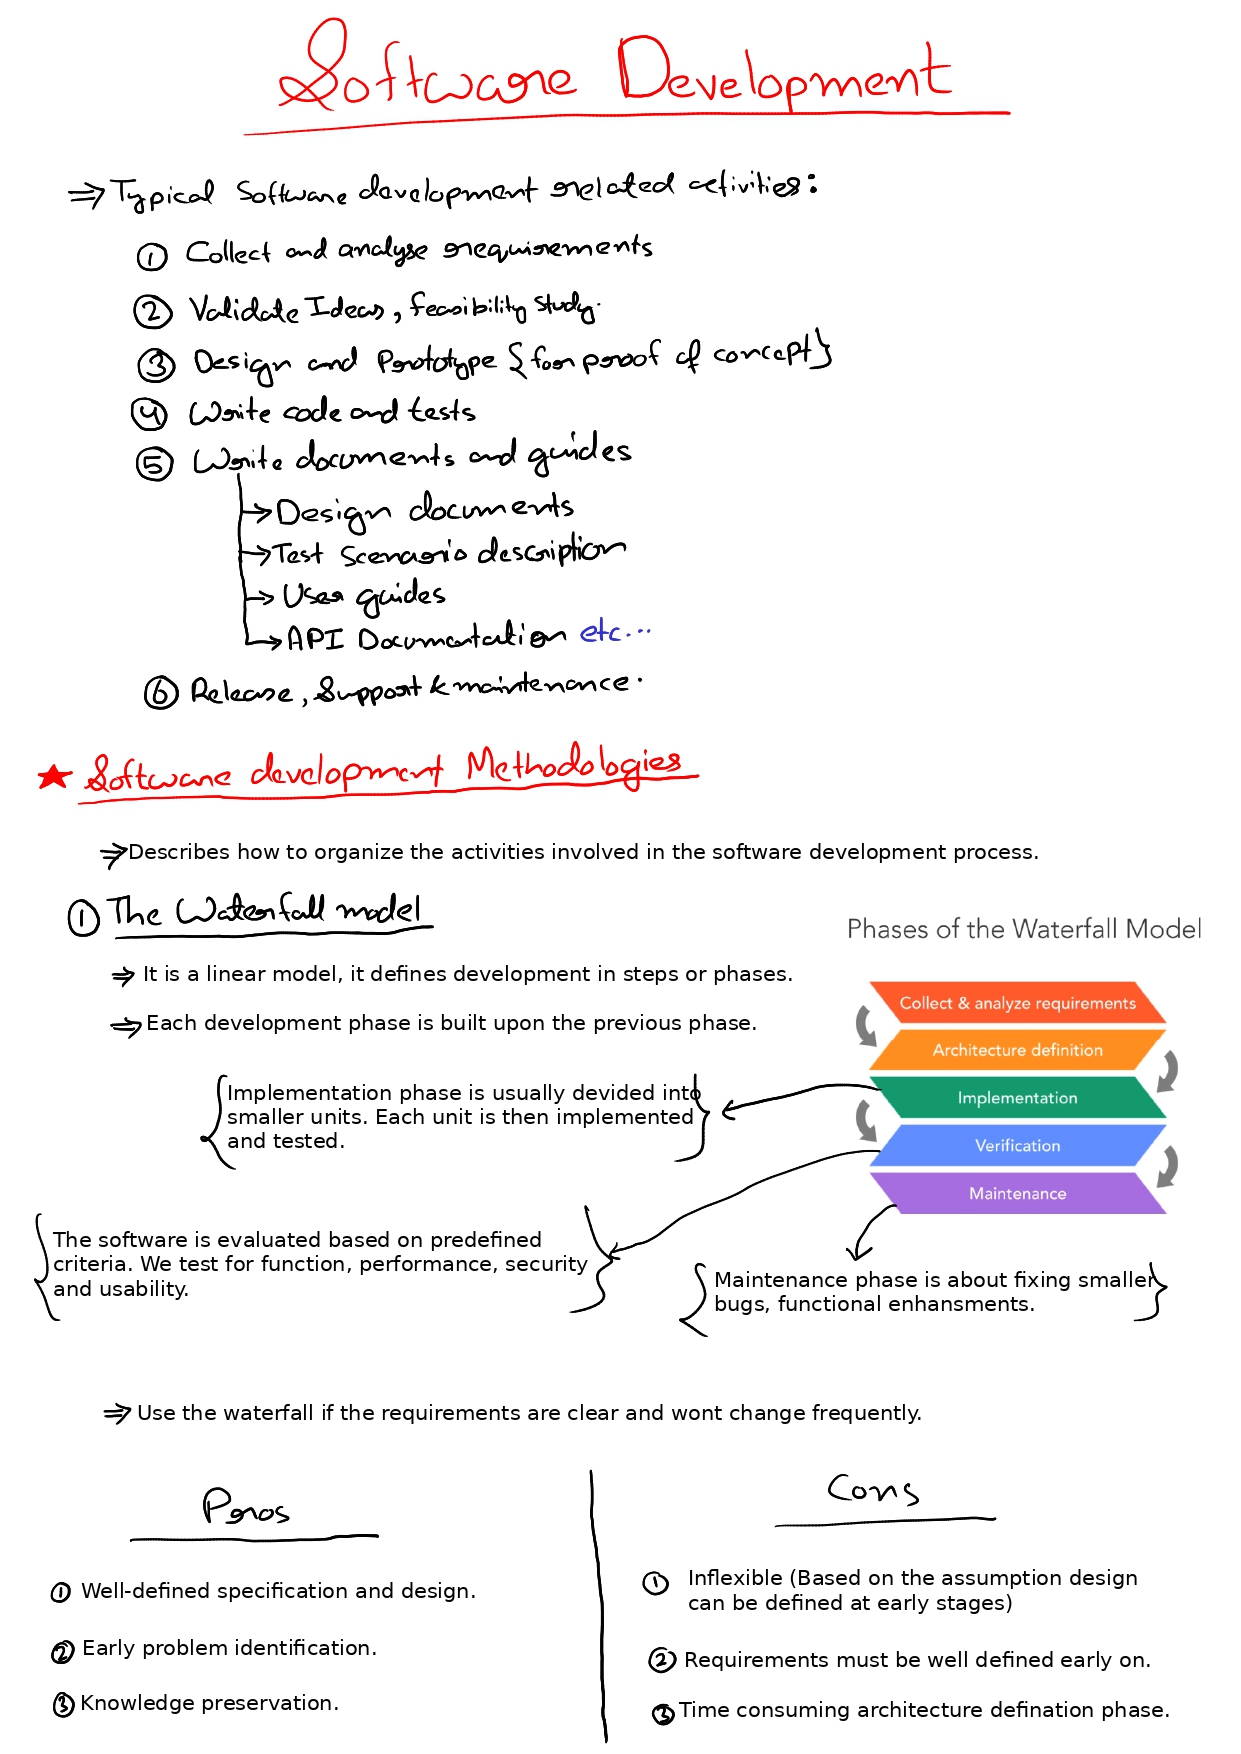 Software Development
⇒ Typical Software development related activities:
① Collect and analyse requirements
② Validate Ideas, feasibility study.
③ Design and Prototype {for proof of concept}
④ Write code and tests
⑤ Write documents and guides
→ Design documents
→ Test Scenario description
→ User guides
→ API Documentation etc...
⑥ Release, Support & maintenance.
★ Software development Methodologies
⇒ Describes how to organize the activities involved in the software development process.
① The Waterfall model
Phases of the Waterfall Model
⇒ It is a linear model, it defines development in steps or phases.
⇒ Each development phase is built upon the previous phase.
Collect & analyze requirements
Architecture definition
Implementation
Verification
Maintenance
{Implementation phase is usually devided into
smaller units. Each unit is then implemented
and tested.}
{The software is evaluated based on predefined
criteria. We test for function, performance, security
and usability.}
{Maintenance phase is about fixing smaller
bugs, functional enhansments.}
⇒ Use the waterfall if the requirements are clear and wont change frequently.
Pros
① Well-defined specification and design.
② Early problem identification.
③ Knowledge preservation.
Cons
① Inflexible (Based on the assumption design
can be defined at early stages)
② Requirements must be well defined early on.
③ Time consuming architecture defination phase.